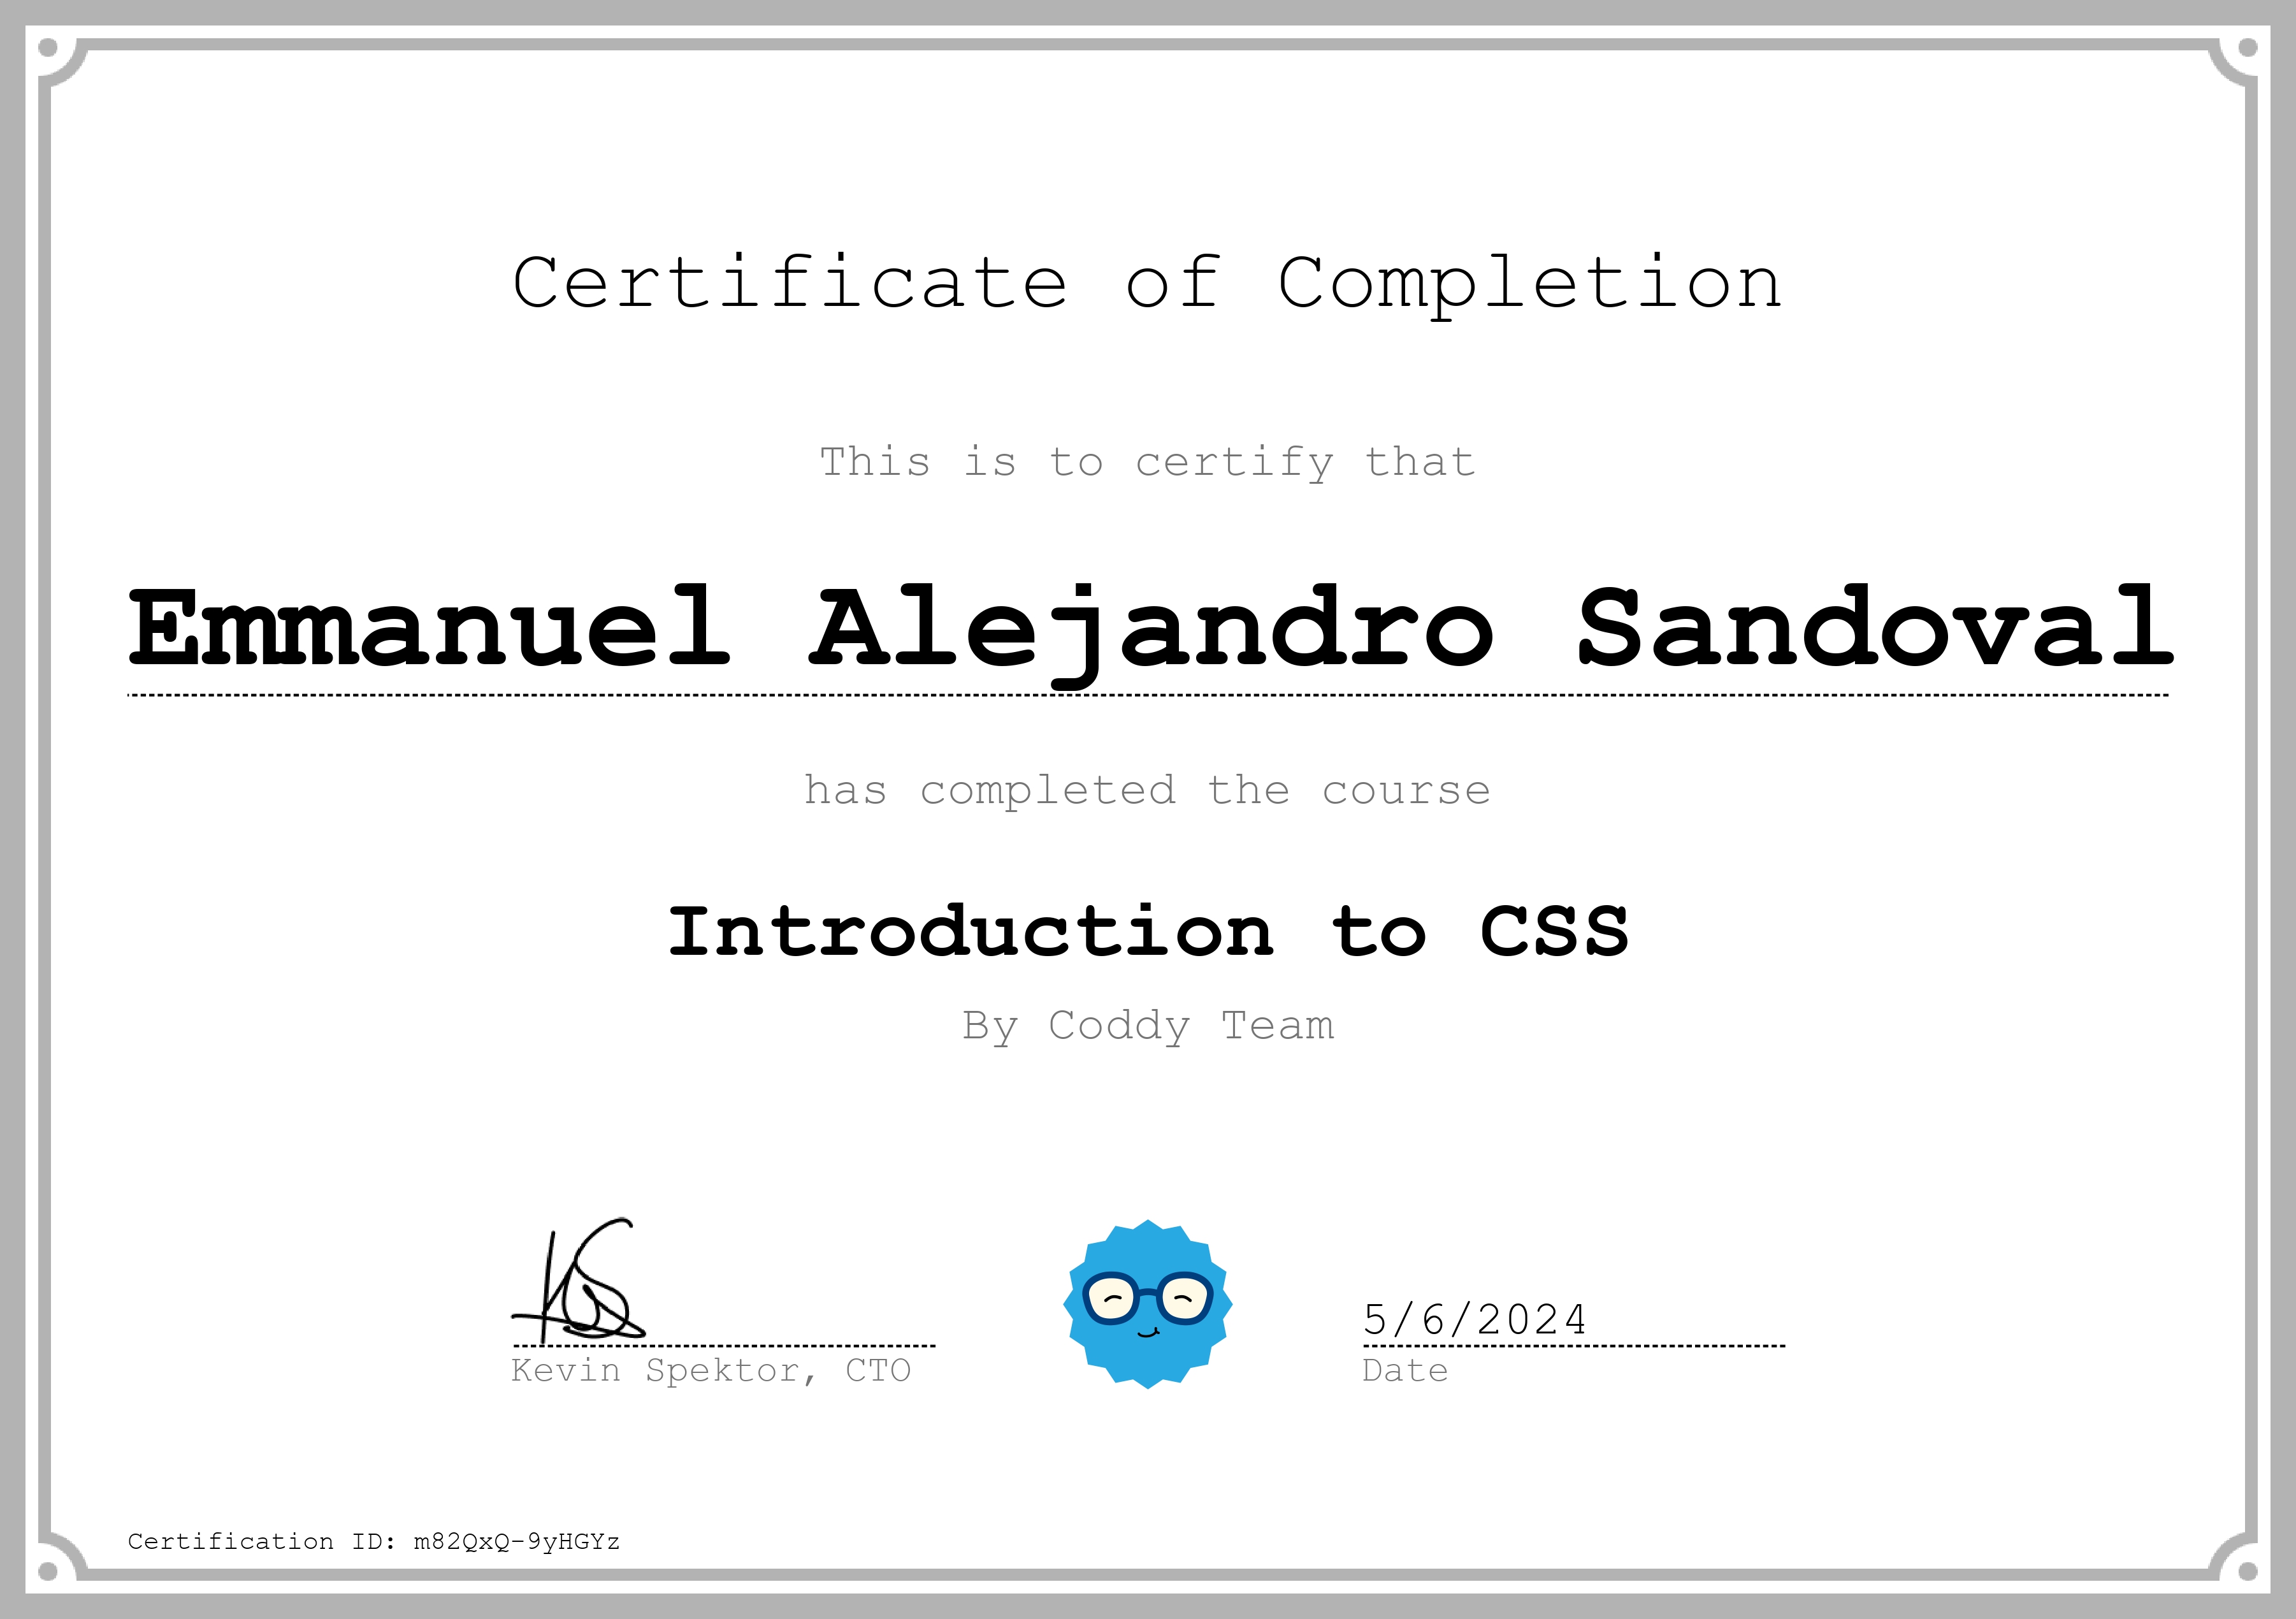 Certificate of Completion
This is to certify that
Emmanuel Alejandro Sandoval
has completed the course
Introduction to CSS
By Coddy Team
5/6/2024
Kevin Spektor, CTO
Date
Certification ID: m82QxQ-9yHGYz